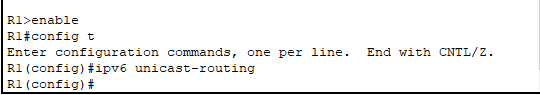 R1>enable
R1#config t
Enter configuration commands, one per line.  End with CNTL/Z.
R1(config)#ipv6 unicast-routing
R1(config)#